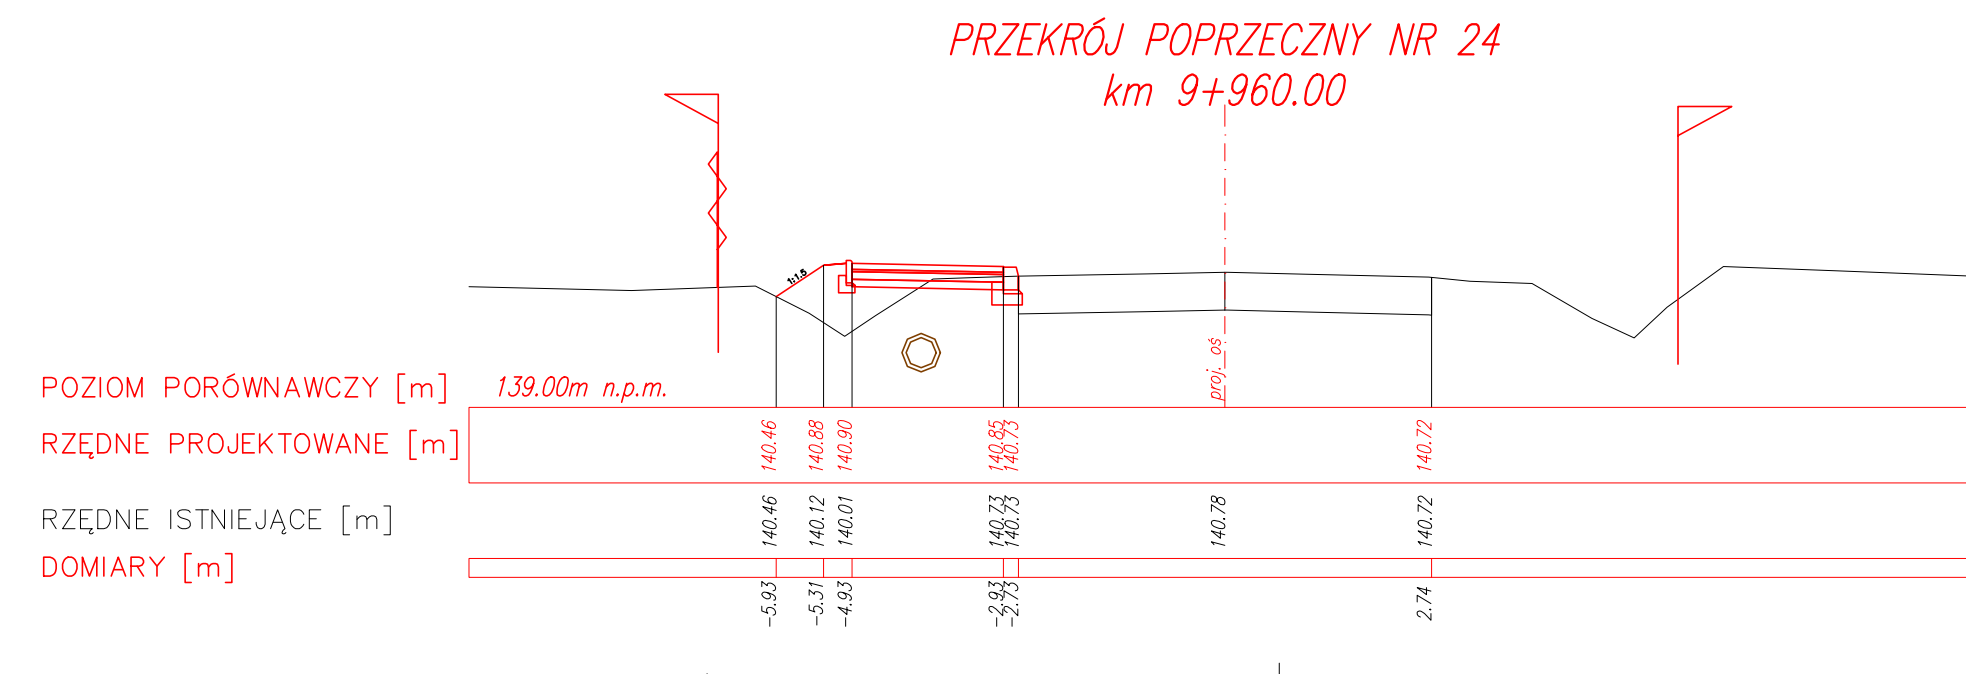 PRZEKRÓJ POPRZECZNY NR 24
km 9+960.00
1:1.5
proj. oś
POZIOM PORÓWNAWCZY [m] 139.00m n.p.m.
RZĘDNE PROJEKTOWANE [m] 140.46 140.88 140.90 140.85 140.73 140.72
RZĘDNE ISTNIEJĄCE [m] 140.46 140.12 140.01 140.73 140.73 140.78 140.72
DOMIARY [m]
-5.93 -5.31 -4.93 -2.93 -2.73 2.74